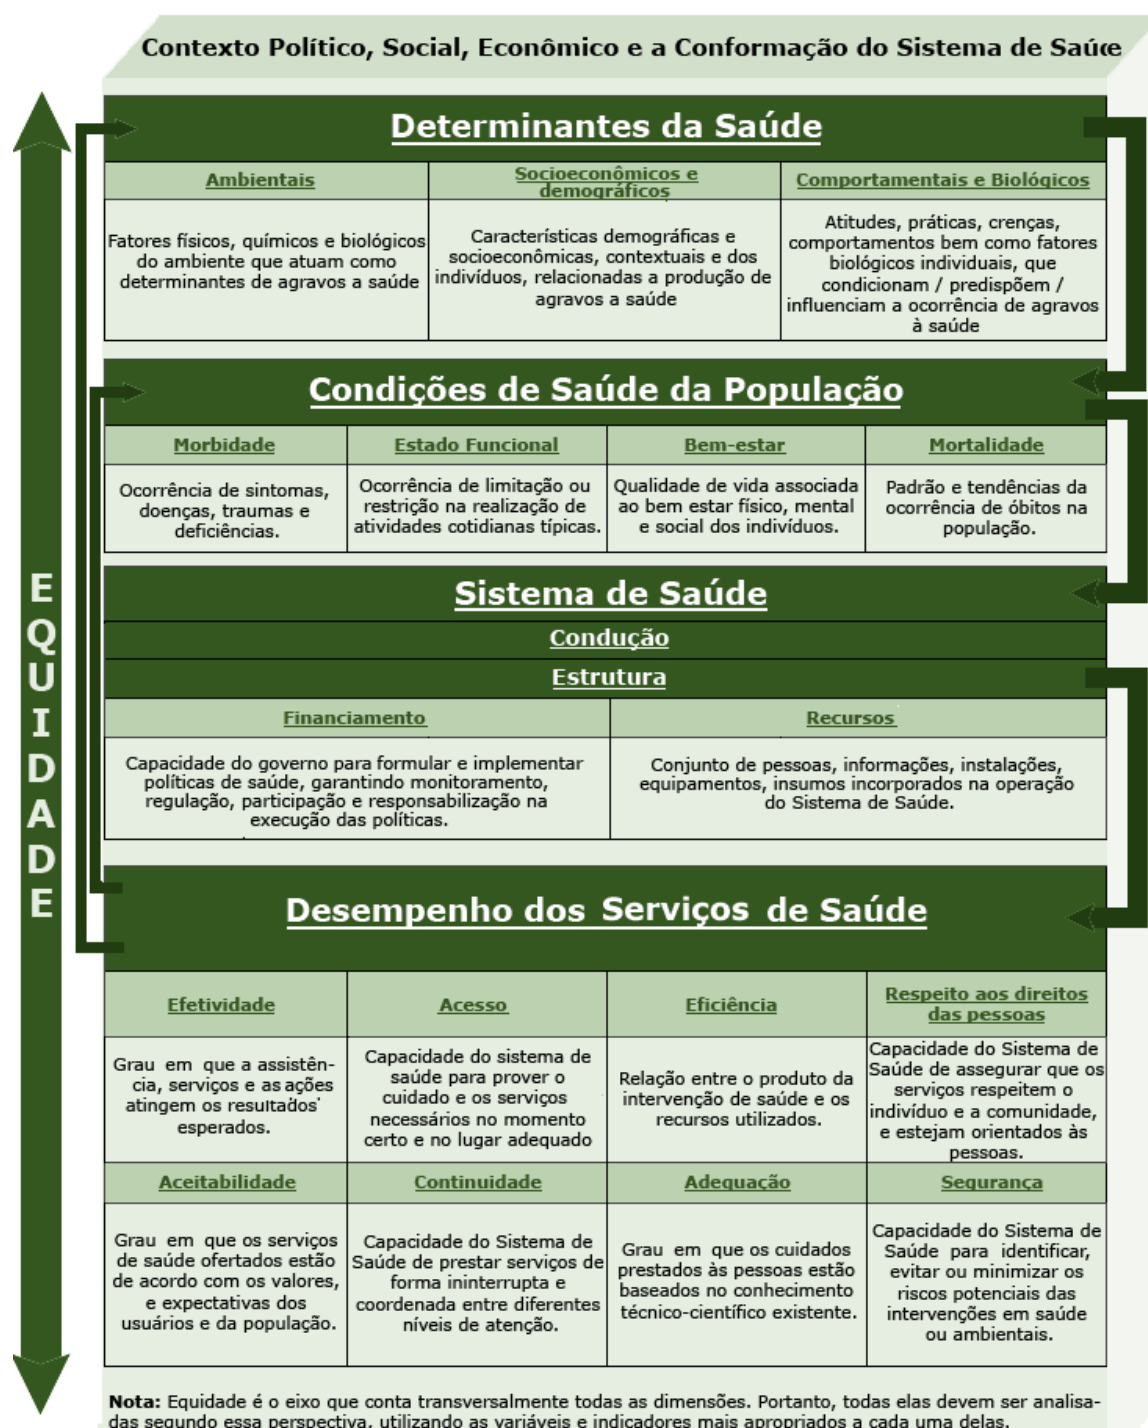 Contexto Político, Social, Econômico e a Conformação do Sistema de Saúde
Determinantes da Saúde
Ambientais
Fatores físicos, químicos e biológicos
do ambiente que atuam como
determinantes de agravos a saúde
Socioeconômicos e
demográficos
Características demográficas e
socioeconômicas, contextuais e dos
indivíduos, relacionadas a produção de
agravos a saúde
Comportamentais e Biológicos
Atitudes, práticas, crenças,
comportamentos bem como fatores
biológicos individuais, que
condicionam / predispõem /
influenciam a ocorrência de agravos
à saúde
Condições de Saúde da População
Morbidade
Ocorrência de sintomas,
doenças, traumas e
deficiências.
Estado Funcional
Ocorrência de limitação ou
restrição na realização de
atividades cotidianas típicas.
Bem-estar
Qualidade de vida associada
ao bem estar físico, mental
e social dos indivíduos.
Mortalidade
Padrão e tendências da
ocorrência de óbitos na
população.
Sistema de Saúde
Condução
Estrutura
Financiamento
Capacidade do governo para formular e implementar
políticas de saúde, garantindo monitoramento,
regulação, participação e responsabilização na
execução das políticas.
Recursos
Conjunto de pessoas, informações, instalações,
equipamentos, insumos incorporados na operação
do Sistema de Saúde.
Desempenho dos Serviços de Saúde
Efetividade
Grau em que a assistên-
cia, serviços e as ações
atingem os resultados
esperados.
Acesso
Capacidade do sistema de
saúde para prover o
cuidado e os serviços
necessários no momento
certo e no lugar adequado
Eficiência
Relação entre o produto da
intervenção de saúde e os
recursos utilizados.
Respeito aos direitos
das pessoas
Capacidade do Sistema de
Saúde de assegurar que os
serviços respeitem o
indivíduo e a comunidade,
e estejam orientados às
pessoas.
Aceitabilidade
Grau em que os serviços
de saúde ofertados estão
de acordo com os valores,
e expectativas dos
usuários e da população.
Continuidade
Capacidade do Sistema de
Saúde de prestar serviços de
forma ininterrupta e
coordenada entre diferentes
níveis de atenção.
Adequação
Grau em que os cuidados
prestados às pessoas estão
baseados no conhecimento
técnico-científico existente.
Segurança
Capacidade do Sistema de
Saúde para identificar,
evitar ou minimizar os
riscos potenciais das
intervenções em saúde
ou ambientais.
EQUIDADE
Nota: Equidade é o eixo que conta transversalmente todas as dimensões. Portanto, todas elas devem ser analisa-
das segundo essa perspectiva, utilizando as variáveis e indicadores mais apropriados a cada uma delas.